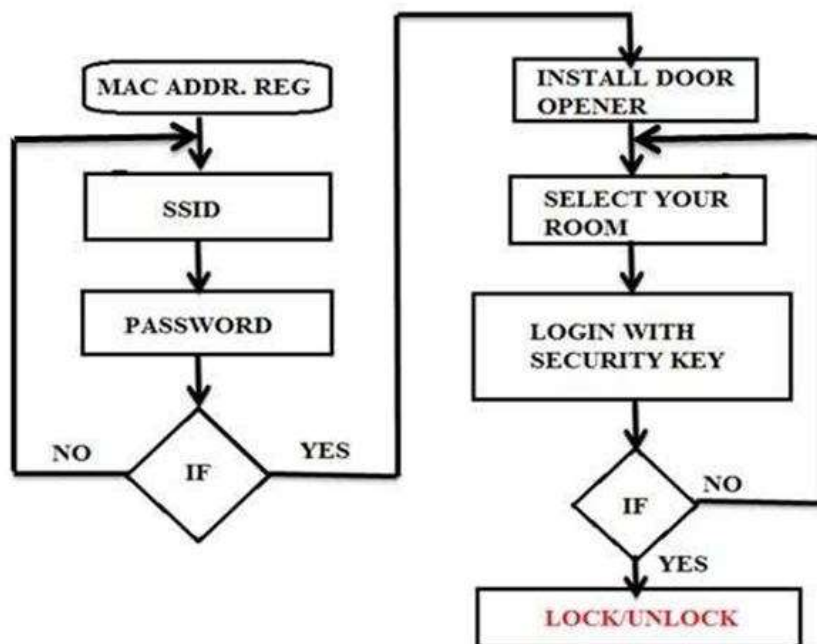 MAC ADDR. REG
SSID
PASSWORD
IF
NO
YES
INSTALL DOOR
OPENER
SELECT YOUR
ROOM
LOGIN WITH
SECURITY KEY
IF
NO
YES
LOCK/UNLOCK